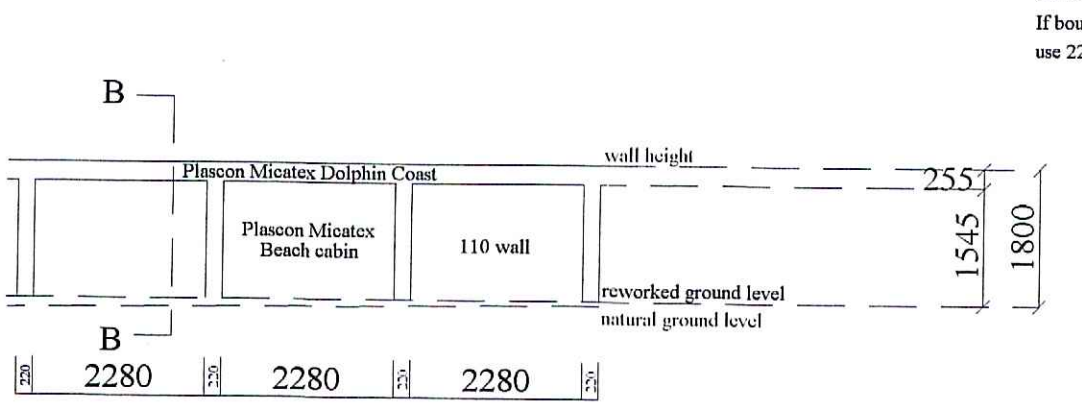 If bou
use 22
B
wall height
Plascon Micatex Dolphin Coast
255
Plascon Micatex
Beach cabin
110 wall
1545
1800
reworked ground level
natural ground level
B
220 2280 220 2280 220 2280 220